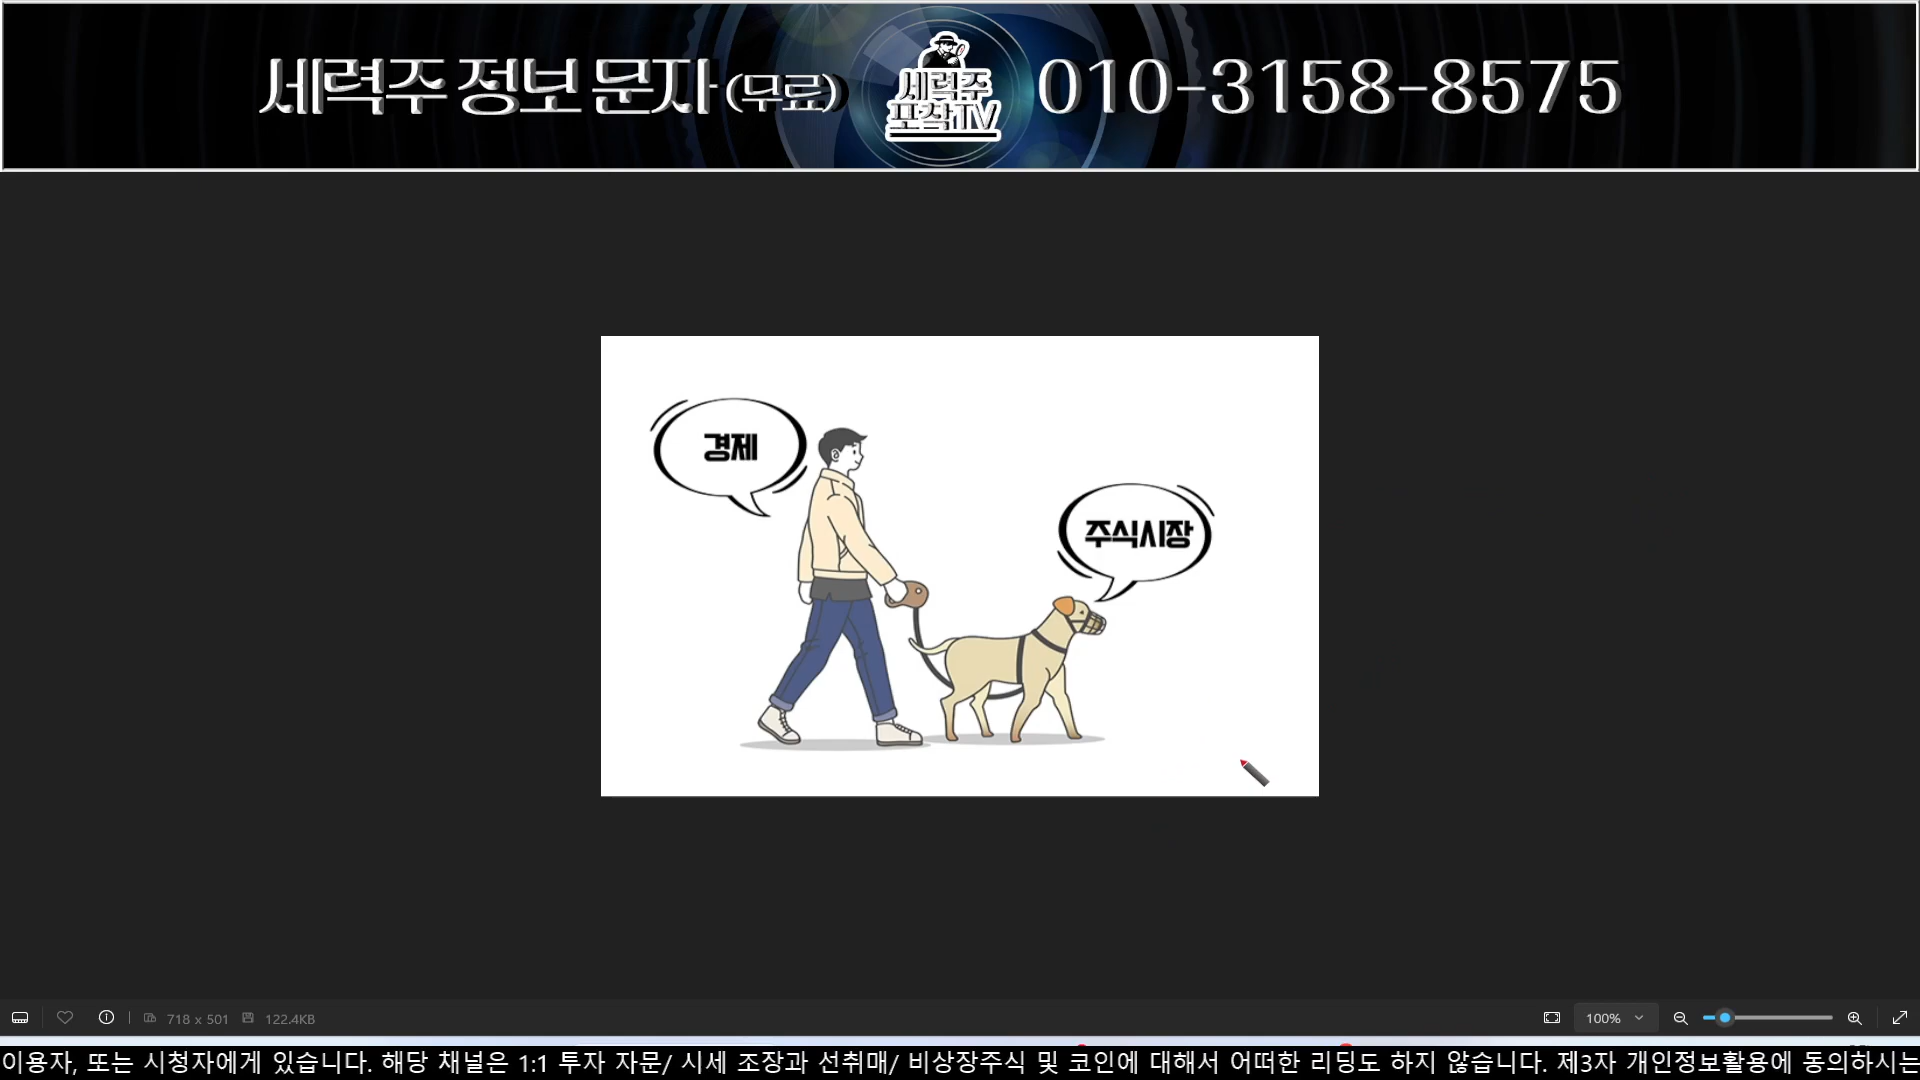 세력주 정보 문자 (무료)
세력주
포착TV
010-3158-8575
경제
주식시장
718 x 501
122.4KB
100%
이용자, 또는 시청자에게 있습니다. 해당 채널은 1:1 투자 자문/ 시세 조장과 선취매/ 비상장주식 및 코인에 대해서 어떠한 리딩도 하지 않습니다. 제3자 개인정보활용에 동의하시는